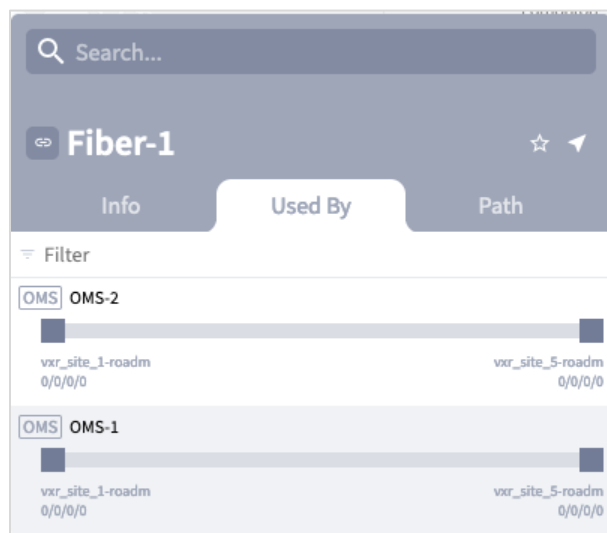 Search...
Fiber-1
Info Used By Path
Filter
OMS OMS-2
vxr_site_1-roadm vxr_site_5-roadm
0/0/0/0 0/0/0/0
OMS OMS-1
vxr_site_1-roadm vxr_site_5-roadm
0/0/0/0 0/0/0/0